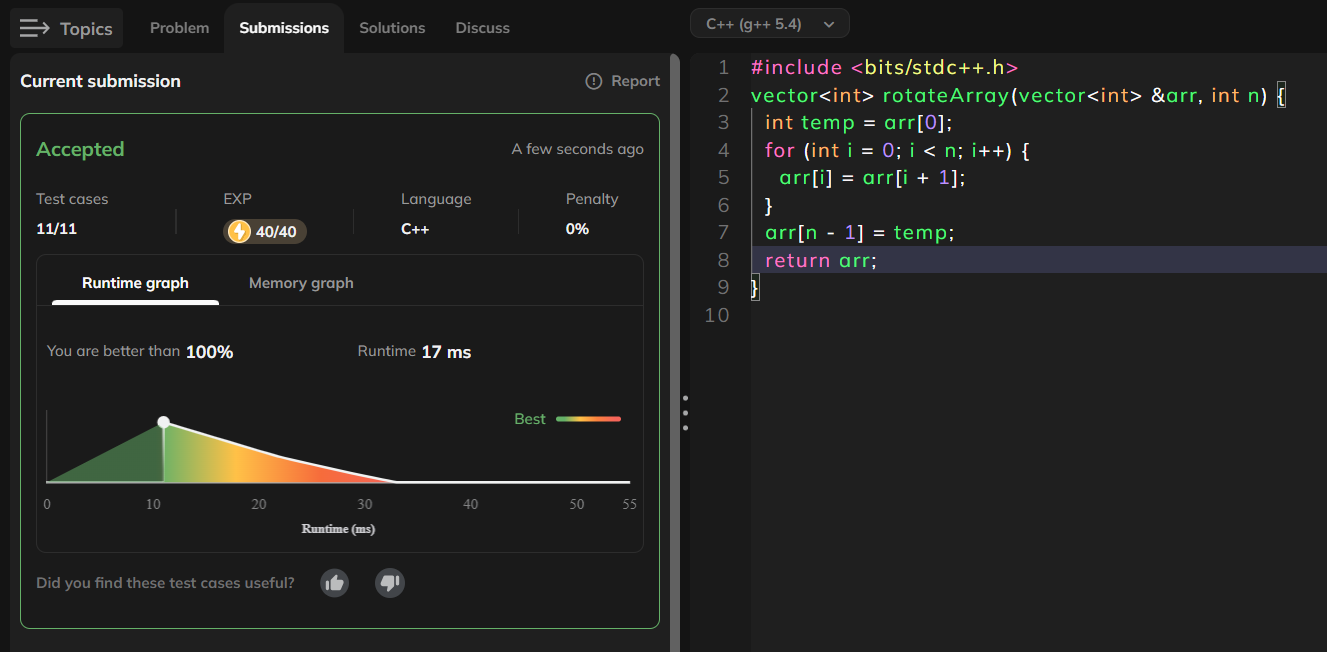 Topics Problem Submissions Solutions Discuss
Current submission
Report
Accepted
A few seconds ago
Test cases EXP Language Penalty
11/11 40/40 C++ 0%
Runtime graph Memory graph
You are better than 100% Runtime 17 ms
Best
0 10 20 30 40 50 55
Runtime (ms)
Did you find these test cases useful?
C++ (g++ 5.4)
1 #include <bits/stdc++.h>
2 vector<int> rotateArray(vector<int> &arr, int n) {
3 int temp = arr[0];
4 for (int i = 0; i < n; i++) {
5 arr[i] = arr[i + 1];
6 }
7 arr[n - 1] = temp;
8 return arr;
9 }
10